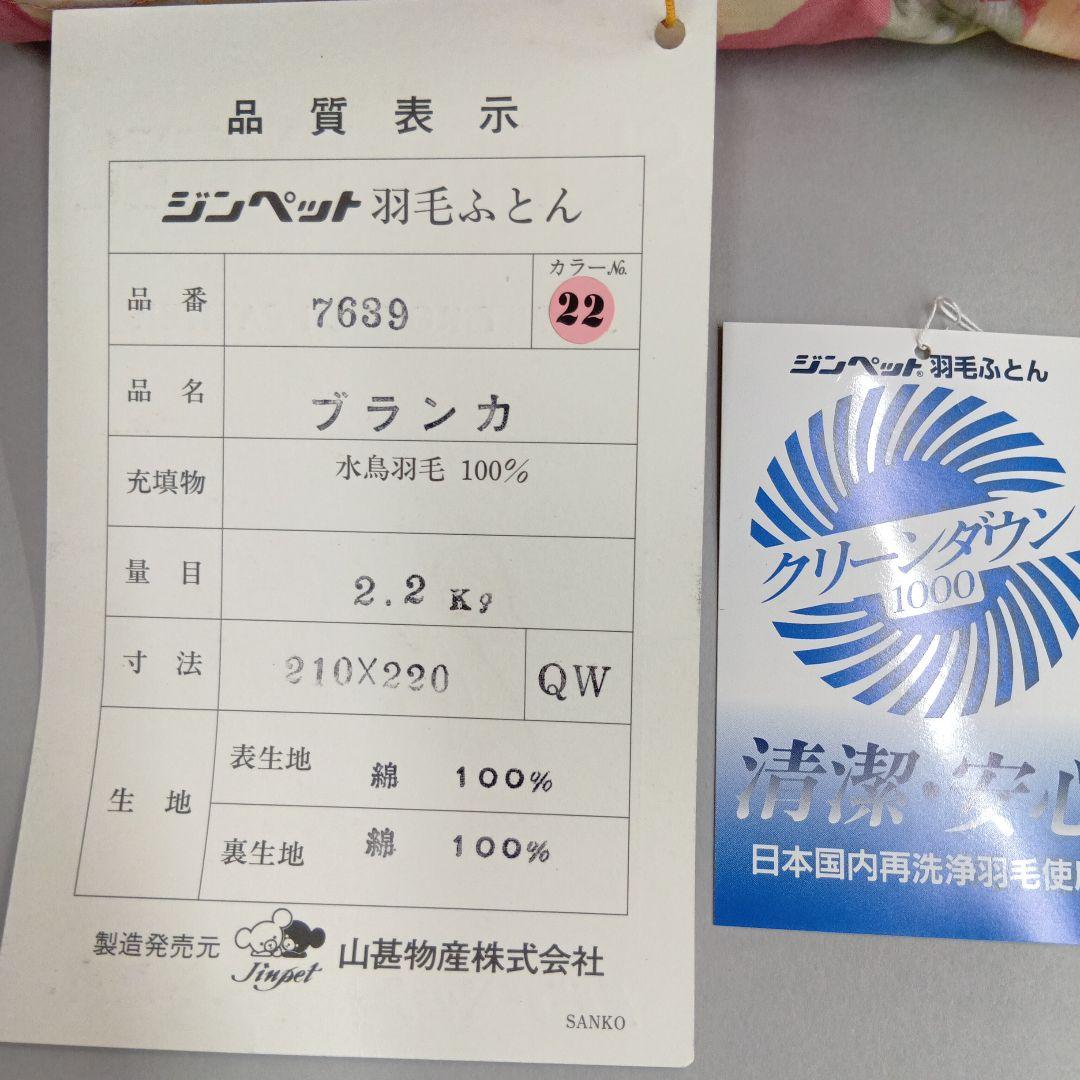 品質表示
ジンペット 羽毛ふとん
品番 7639 カラーNo. 22
品名 ブランカ
充填物 水鳥羽毛 100%
量目 2.2 Kg
寸法 210X220 QW
生地 表生地 綿 100%
裏生地 綿 100%
製造発売元 Jinpet 山甚物産株式会社
SANKO
ジンペット® 羽毛ふとん
クリーンダウン
1000
清潔・安心
日本国内再洗浄羽毛使